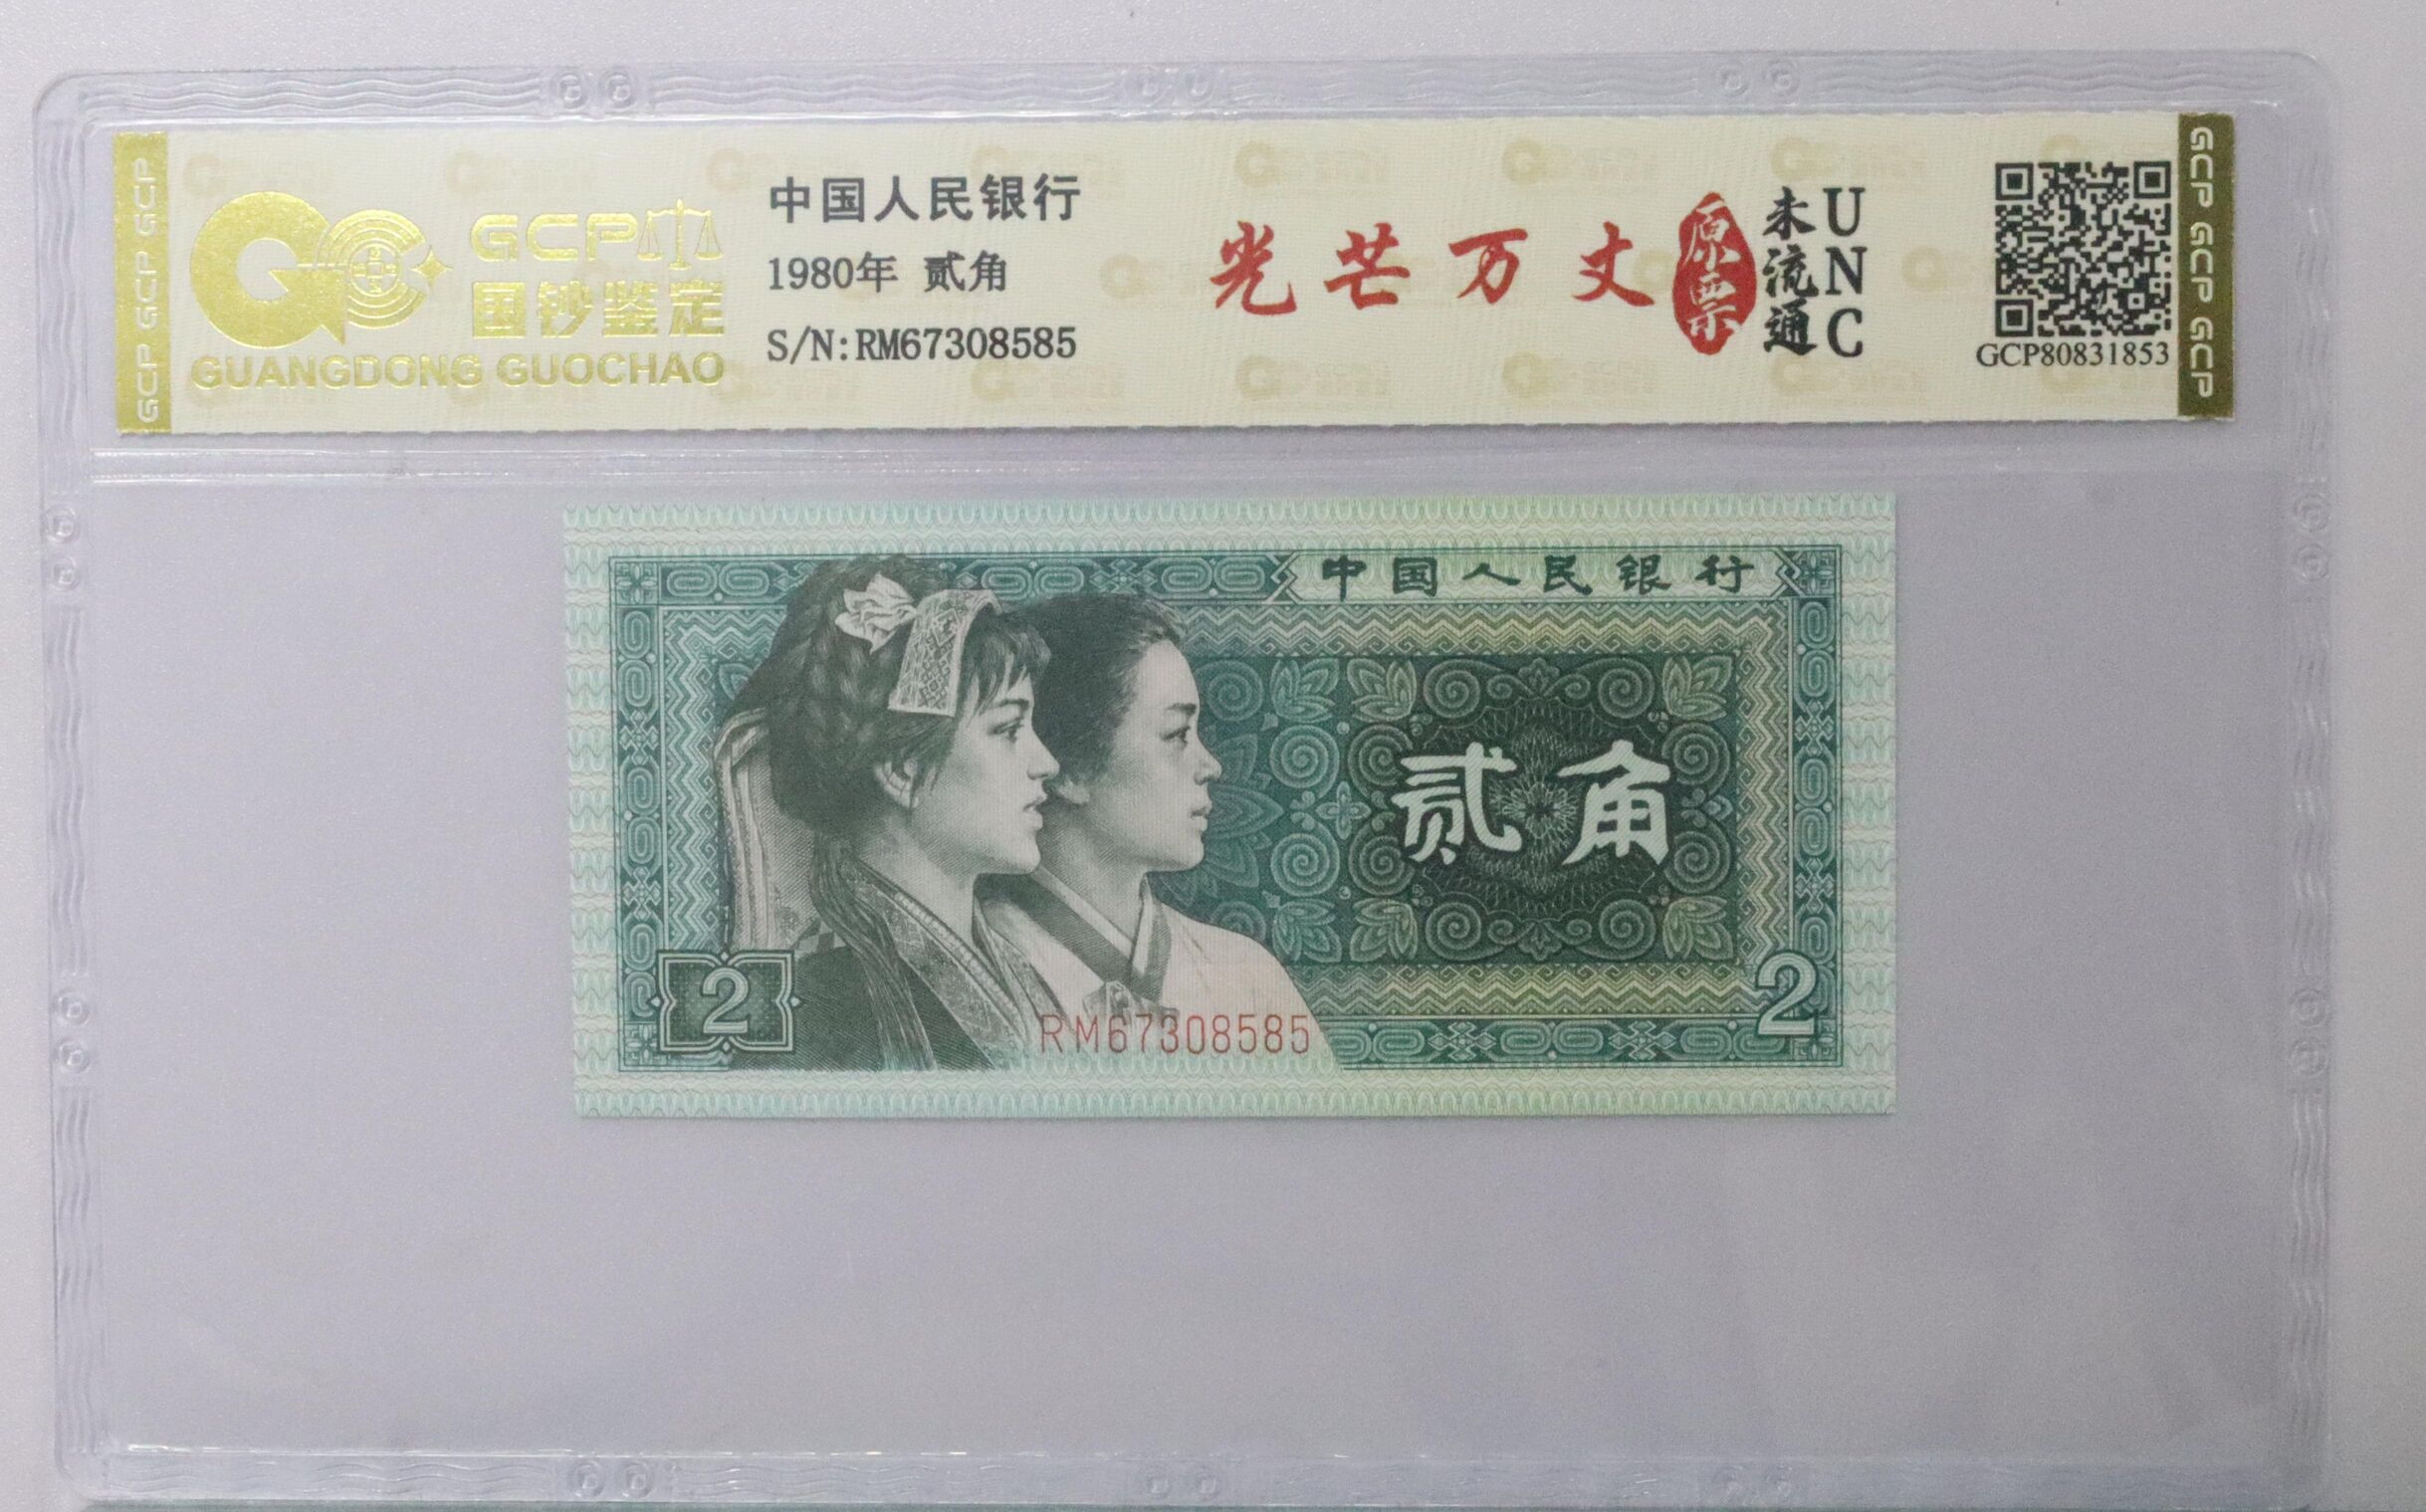 GCP GCP GCP
GCP
国钞鉴定
GUANGDONG GUOCHAO
中国人民银行
1980年 贰角
S/N:RM67308585
光芒万丈
原票
未流通
UNC
GCP80831853
GCP GCP GCP
中国人民银行
贰角
2
RM67308585
2